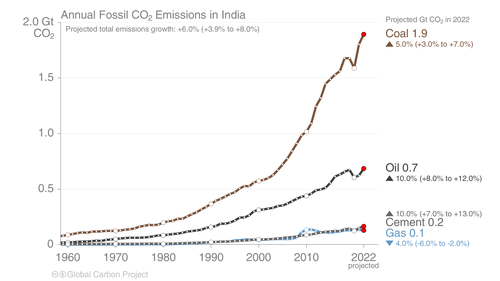 Annual Fossil CO₂ Emissions in India
2.0 Gt
CO₂
Projected total emissions growth: +6.0% (+3.9% to +8.0%)
Projected Gt CO₂ in 2022
Coal 1.9
▲ 5.0% (+3.0% to +7.0%)
1.5
1.0
Oil 0.7
▲ 10.0% (+8.0% to +12.0%)
0.5
▲ 10.0% (+7.0% to +13.0%)
Cement 0.2
Gas 0.1
▼ 4.0% (-6.0% to -2.0%)
0
1960 1970 1980 1990 2000 2010 2022
projected
Global Carbon Project